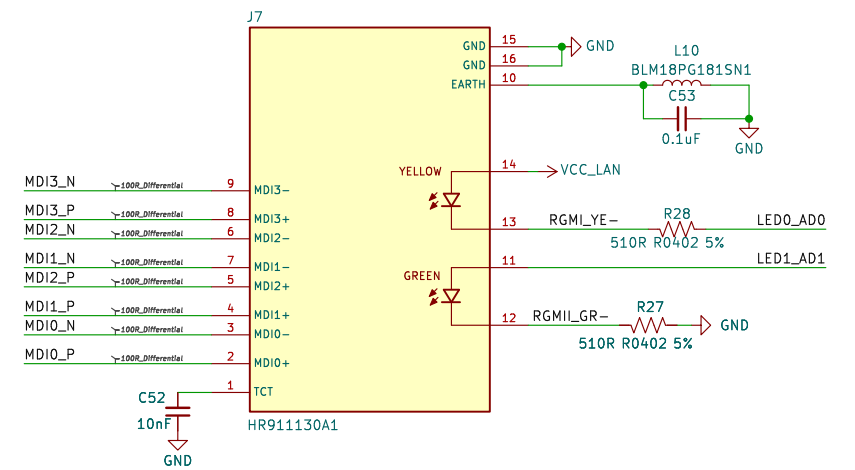 J7
15
GND
GND
16
GND
10
EARTH
L10
BLM18PG181SN1
C53
0.1uF
GND
YELLOW
14
VCC_LAN
MDI3_N
100R_Differential
9
MDI3-
MDI3_P
100R_Differential
8
MDI3+
13
RGMI_YE-
R28
510R R0402 5%
LED0_AD0
MDI2_N
100R_Differential
6
MDI2-
MDI1_N
100R_Differential
7
MDI1-
GREEN
11
LED1_AD1
MDI2_P
100R_Differential
5
MDI2+
MDI1_P
100R_Differential
4
MDI1+
12
RGMII_GR-
R27
510R R0402 5%
GND
MDI0_N
100R_Differential
3
MDI0-
MDI0_P
100R_Differential
2
MDI0+
1
TCT
C52
10nF
GND
HR911130A1